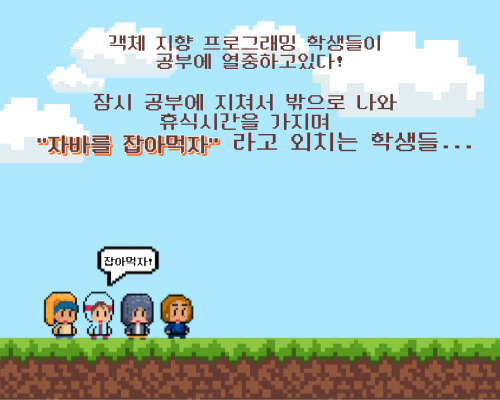 객체 지향 프로그래밍 학생들이
공부에 열중하고있다!
잠시 공부에 지쳐서 밖으로 나와
휴식시간을 가지며
"자바를 잡아먹자" 라고 외치는 학생들...
잡아먹자!